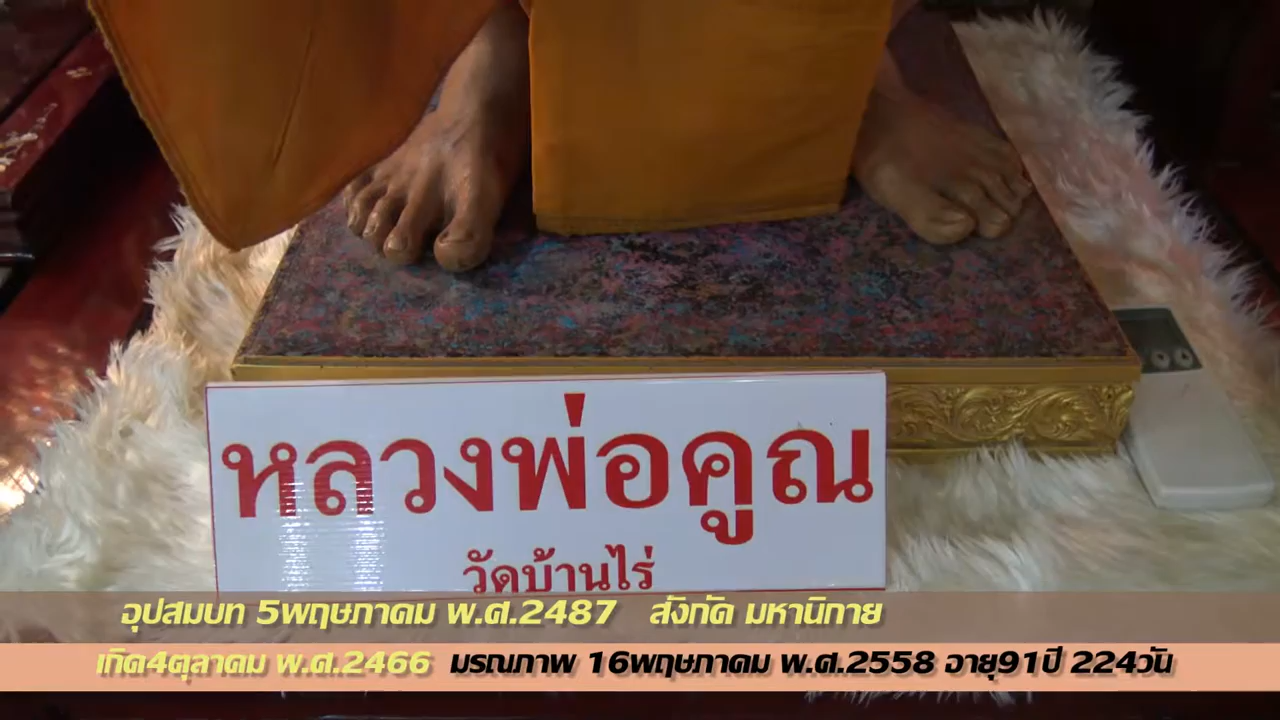 หลวงพ่อคูณ
วัดบ้านไร่
อุปสมบท 5พฤษภาคม พ.ศ.2487 สังกัด มหานิกาย
เกิด4ตุลาคม พ.ศ.2466 มรณภาพ 16พฤษภาคม พ.ศ.2558 อายุ91ปี 224วัน